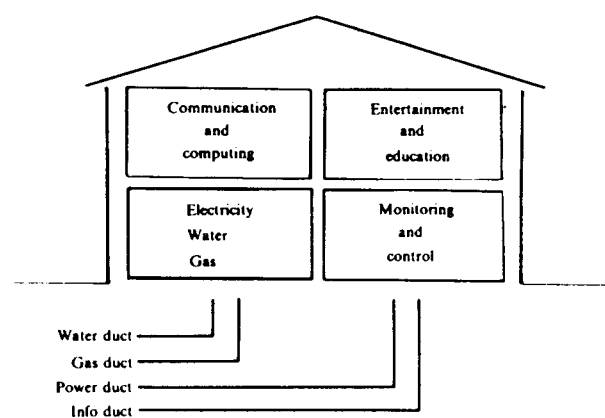 Communication
and
computing
Entertainment
and
education
Electricity
Water
Gas
Monitoring
and
control
Water duct
Gas duct
Power duct
Info duct